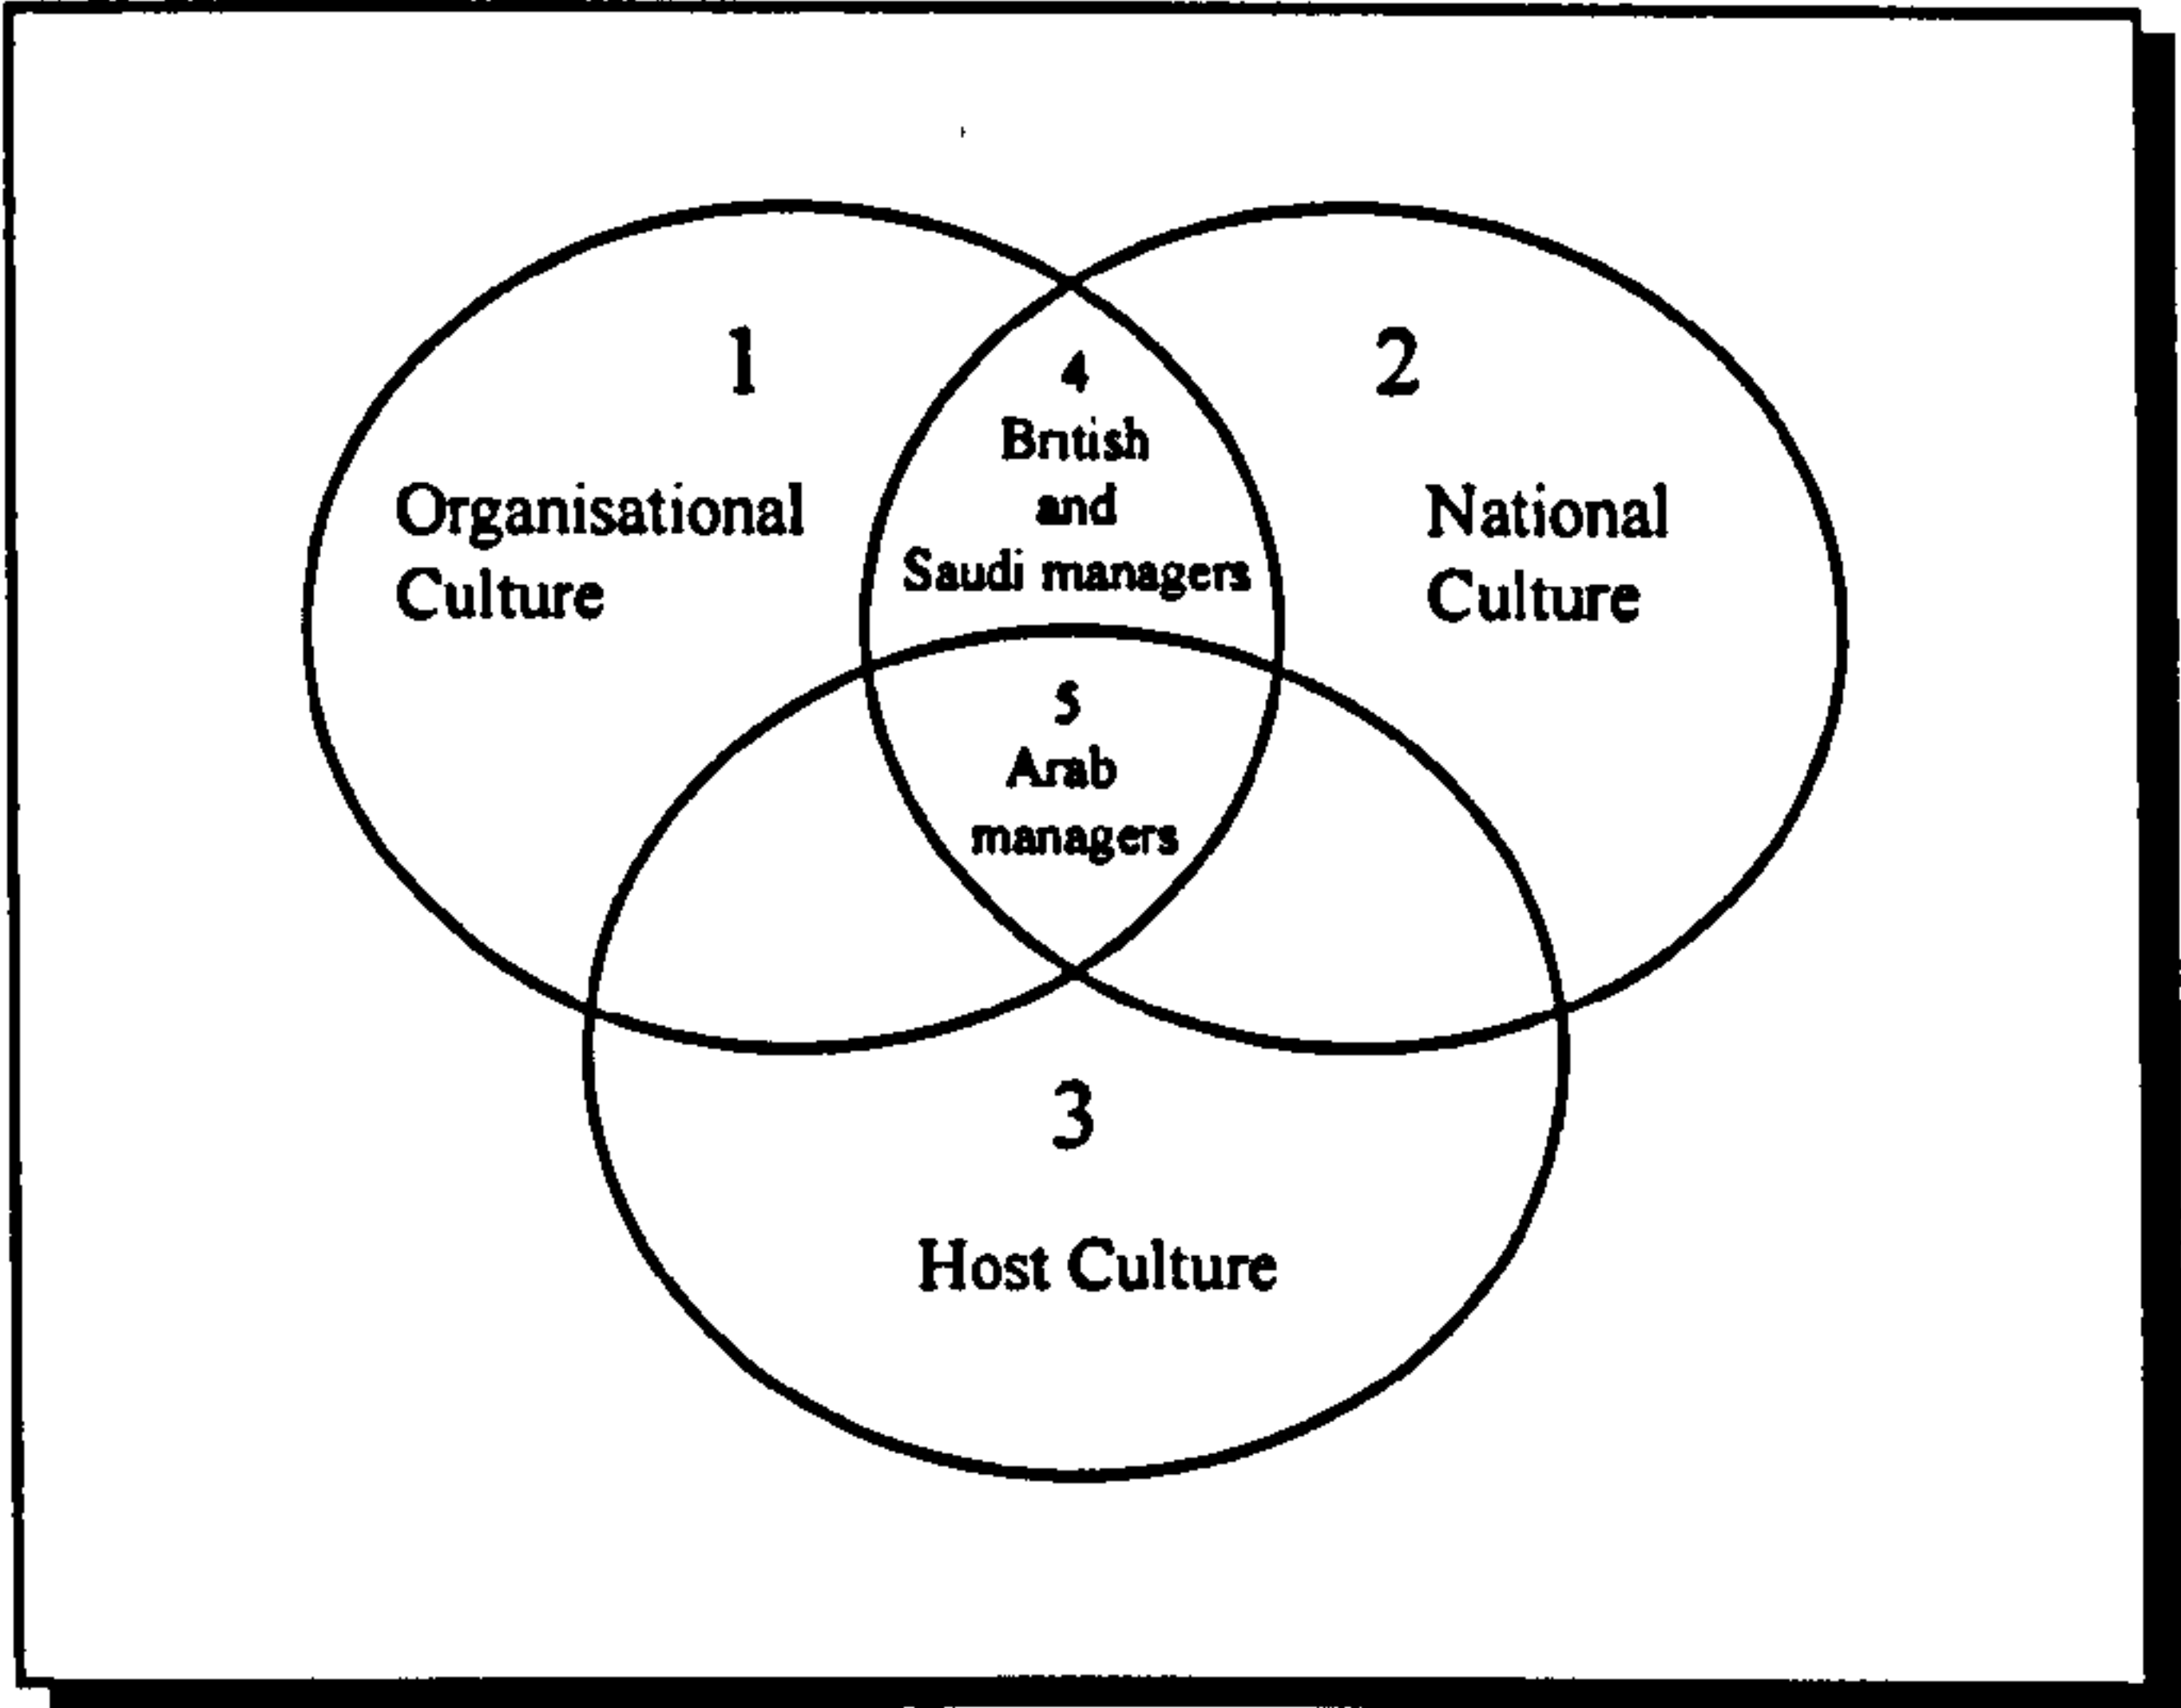 1
2
4
British
and
Saudi managers
Organisational
Culture
National
Culture
5
Arab
managers
3
Host Culture